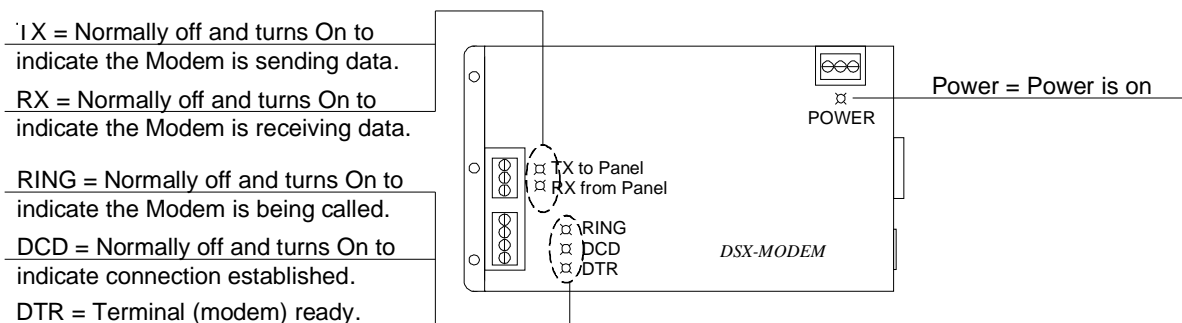 TX = Normally off and turns On to
indicate the Modem is sending data.
RX = Normally off and turns On to
indicate the Modem is receiving data.
RING = Normally off and turns On to
indicate the Modem is being called.
DCD = Normally off and turns On to
indicate connection established.
DTR = Terminal (modem) ready.
TX to Panel
RX from Panel
RING
DCD
DTR
DSX-MODEM
POWER
Power = Power is on